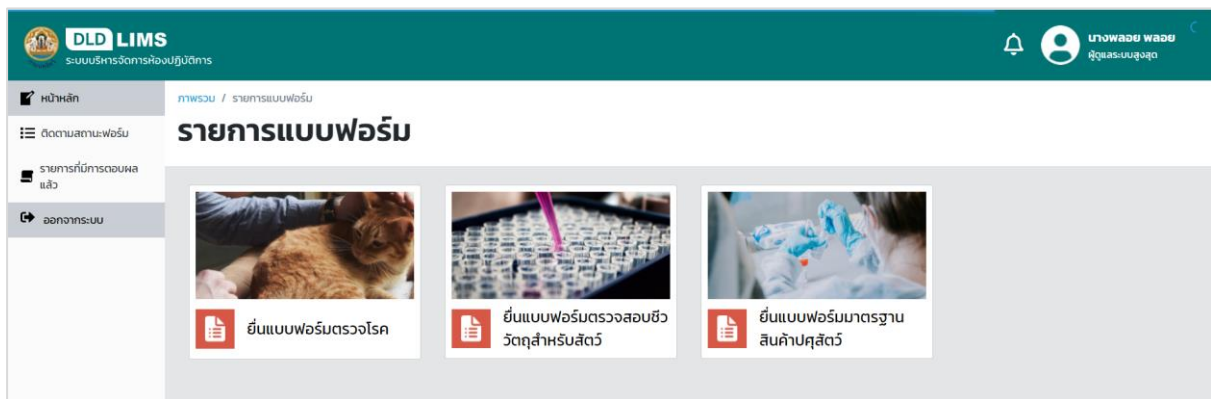 DLD LIMS
ระบบบริหารจัดการห้องปฏิบัติการ
นางพลอย พลอย
ผู้ดูแลระบบสูงสุด
หน้าหลัก
ติดตามสถานะฟอร์ม
รายการที่มีการตอบผล
แล้ว
ออกจากระบบ
ภาพรวม / รายการแบบฟอร์ม
รายการแบบฟอร์ม
ยื่นแบบฟอร์มตรวจโรค
ยื่นแบบฟอร์มตรวจสอบชีว
วัตถุสำหรับสัตว์
ยื่นแบบฟอร์มมาตรฐาน
สินค้าปศุสัตว์